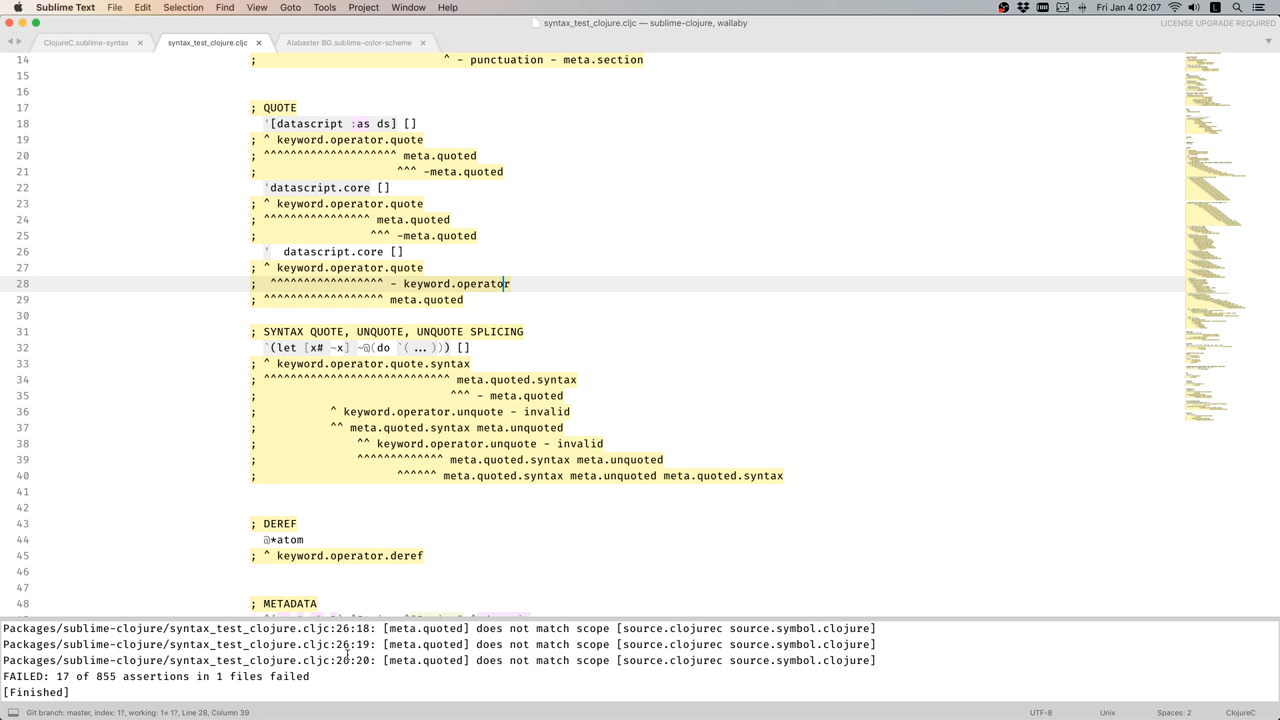 Sublime Text File Edit Selection Find View Goto Tools Project Window Help Fri Jan 4 02:07
syntax_test_clojure.cljc — sublime-clojure, wallaby LICENSE UPGRADE REQUIRED
ClojureC.sublime-syntax × syntax_test_clojure.cljc × Alabaster BG.sublime-color-scheme ×
14 ; ^ - punctuation - meta.section
15
16
17 ; QUOTE
18 '[datascript :as ds] []
19 ; ^ keyword.operator.quote
20 ; ^^^^^^^^^^^^^^^^^^^^ meta.quoted
21 ; ^^^ -meta.quoted
22 'datascript.core []
23 ; ^ keyword.operator.quote
24 ; ^^^^^^^^^^^^^^^^ meta.quoted
25 ; ^^^ -meta.quoted
26 ' datascript.core []
27 ; ^ keyword.operator.quote
28 ; ^^^^^^^^^^^^^^^^^ - keyword.operator
29 ; ^^^^^^^^^^^^^^^^^^ meta.quoted
30
31 ; SYNTAX QUOTE, UNQUOTE, UNQUOTE SPLICING
32 `(let [x# ~x] ~@(do `(...))) []
33 ; ^ keyword.operator.quote.syntax
34 ; ^^^^^^^^^^^^^^^^^^^^^^^^^^^^ meta.quoted.syntax
35 ; ^^^ - meta.quoted
36 ; ^ keyword.operator.unquote - invalid
37 ; ^^ meta.quoted.syntax meta.unquoted
38 ; ^^ keyword.operator.unquote - invalid
39 ; ^^^^^^^^^^^^^ meta.quoted.syntax meta.unquoted
40 ; ^^^^^^ meta.quoted.syntax meta.unquoted meta.quoted.syntax
41
42
43 ; DEREF
44 @*atom
45 ; ^ keyword.operator.deref
46
47
48 ; METADATA
Packages/sublime-clojure/syntax_test_clojure.cljc:26:18: [meta.quoted] does not match scope [source.clojurec source.symbol.clojure]
Packages/sublime-clojure/syntax_test_clojure.cljc:26:19: [meta.quoted] does not match scope [source.clojurec source.symbol.clojure]
Packages/sublime-clojure/syntax_test_clojure.cljc:26:20: [meta.quoted] does not match scope [source.clojurec source.symbol.clojure]
FAILED: 17 of 855 assertions in 1 files failed
[Finished]
Git branch: master, index: 1?, working: 1≠ 1?, Line 28, Column 39 UTF-8 Unix Spaces: 2 ClojureC